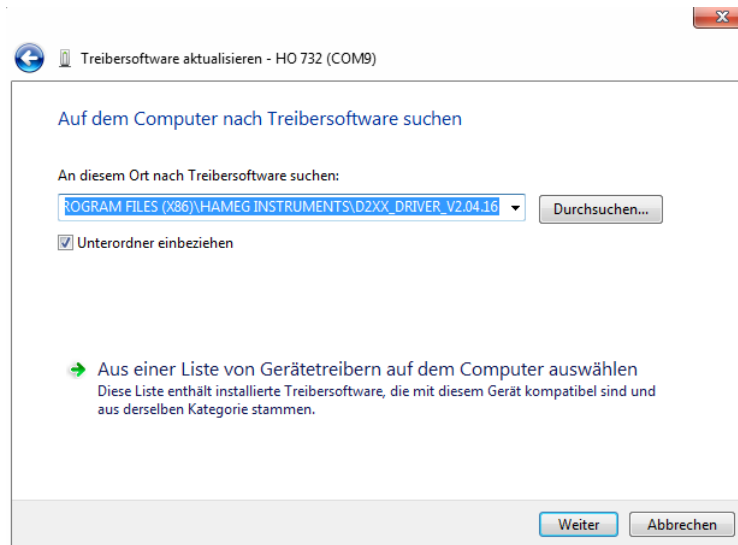 Treibersoftware aktualisieren - HO 732 (COM9)
Auf dem Computer nach Treibersoftware suchen
An diesem Ort nach Treibersoftware suchen:
ROGRAM FILES (X86)\HAMEG INSTRUMENTS\D2XX_DRIVER_V2.04.16
Durchsuchen...
Unterordner einbeziehen
Aus einer Liste von Gerätetreibern auf dem Computer auswählen
Diese Liste enthält installierte Treibersoftware, die mit diesem Gerät kompatibel sind und
aus derselben Kategorie stammen.
Weiter
Abbrechen